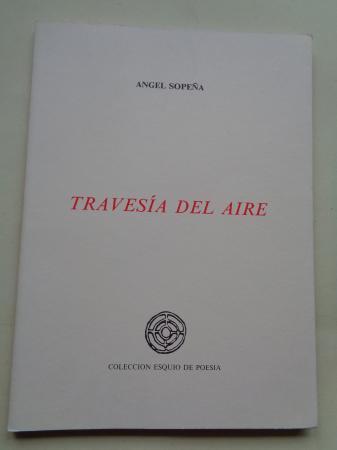 ANGEL SOPEÑA
TRAVESÍA DEL AIRE
COLECCION ESQUIO DE POESIA